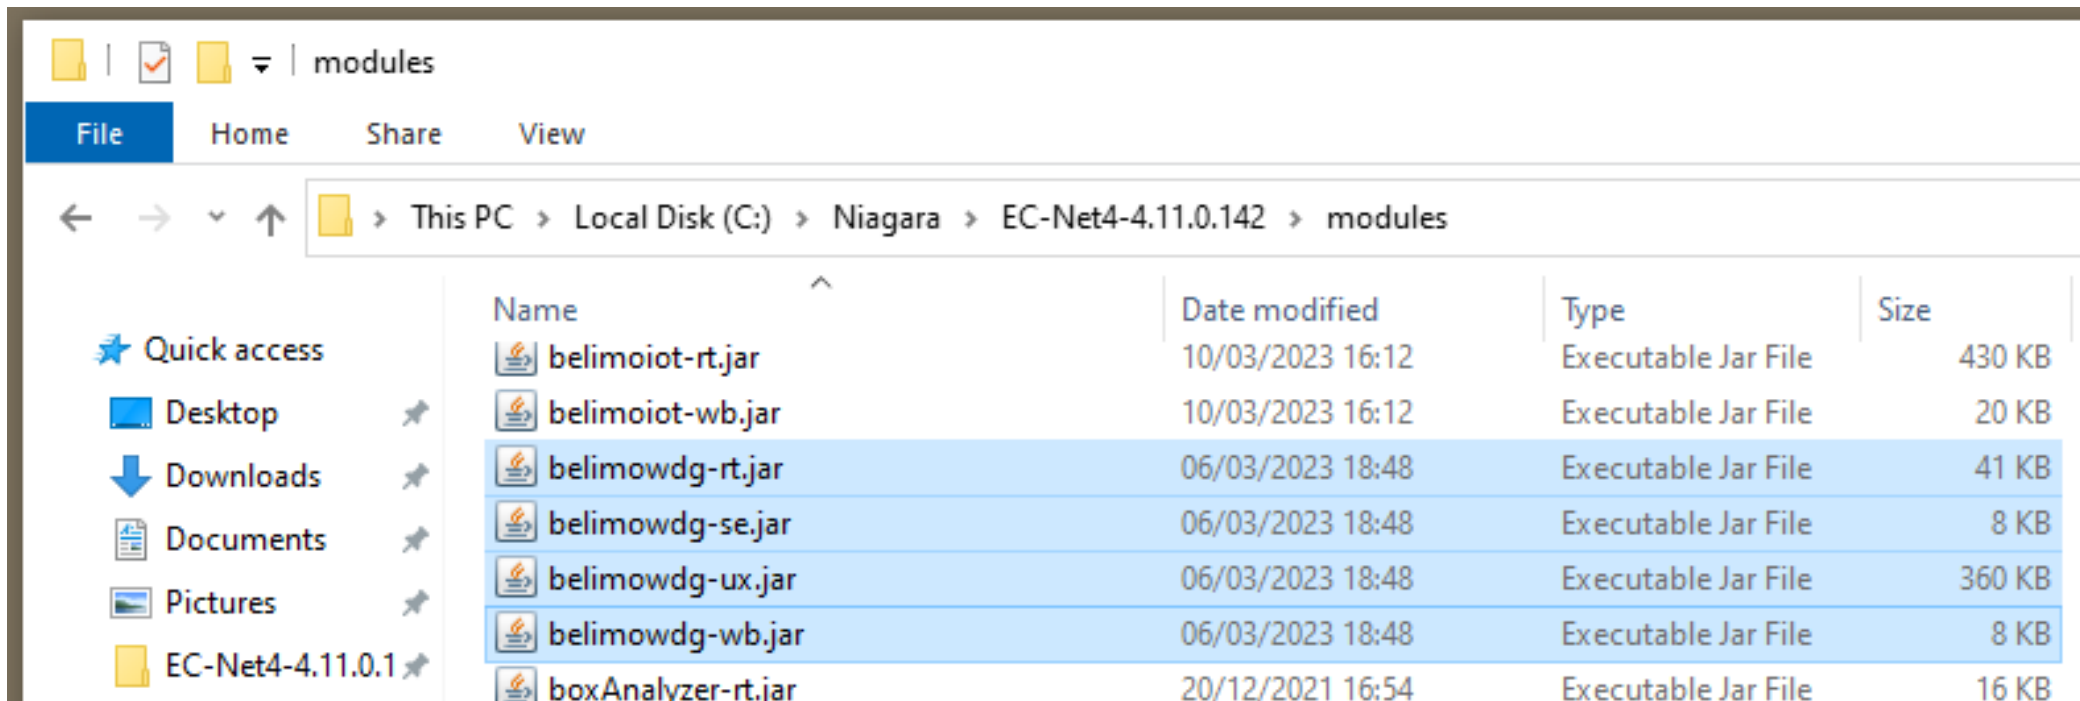 modules
File Home Share View
This PC > Local Disk (C:) > Niagara > EC-Net4-4.11.0.142 > modules
Name Date modified Type Size
Quick access
Desktop
Downloads
Documents
Pictures
EC-Net4-4.11.0.1
belimoiot-rt.jar 10/03/2023 16:12 Executable Jar File 430 KB
belimoiot-wb.jar 10/03/2023 16:12 Executable Jar File 20 KB
belimowdg-rt.jar 06/03/2023 18:48 Executable Jar File 41 KB
belimowdg-se.jar 06/03/2023 18:48 Executable Jar File 8 KB
belimowdg-ux.jar 06/03/2023 18:48 Executable Jar File 360 KB
belimowdg-wb.jar 06/03/2023 18:48 Executable Jar File 8 KB
boxAnalyzer-rt.jar 20/12/2021 16:54 Executable Jar File 16 KB